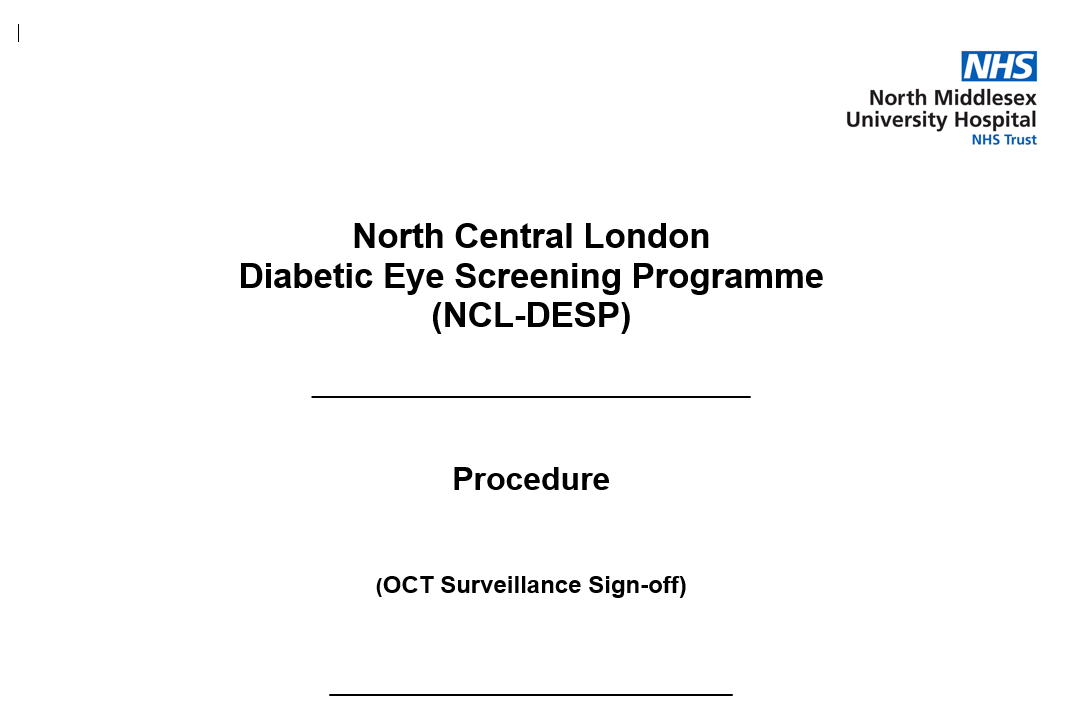 NHS
North Middlesex
University Hospital
NHS Trust
North Central London
Diabetic Eye Screening Programme
(NCL-DESP)
Procedure
(OCT Surveillance Sign-off)